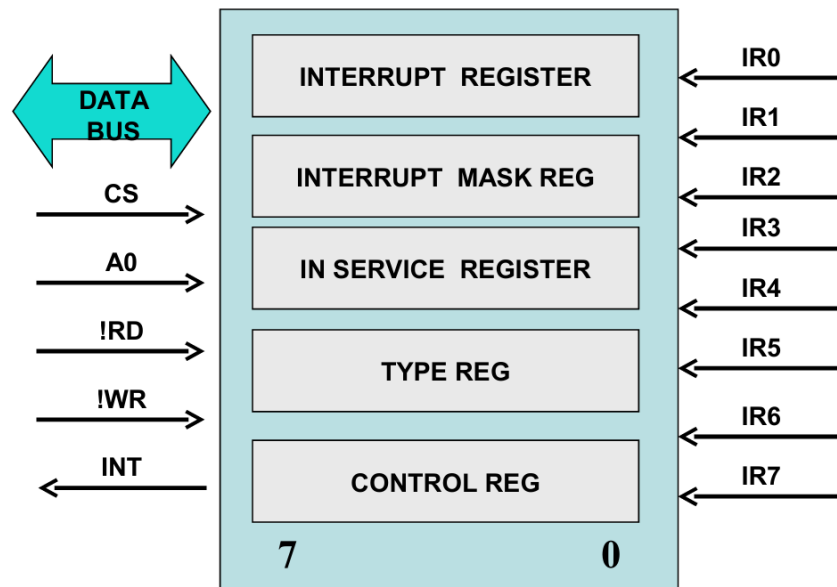 INTERRUPT REGISTER
IR0
DATA
BUS
IR1
INTERRUPT MASK REG
IR2
CS
IR3
A0
IN SERVICE REGISTER
IR4
!RD
TYPE REG
IR5
!WR
IR6
INT
CONTROL REG
IR7
7 0